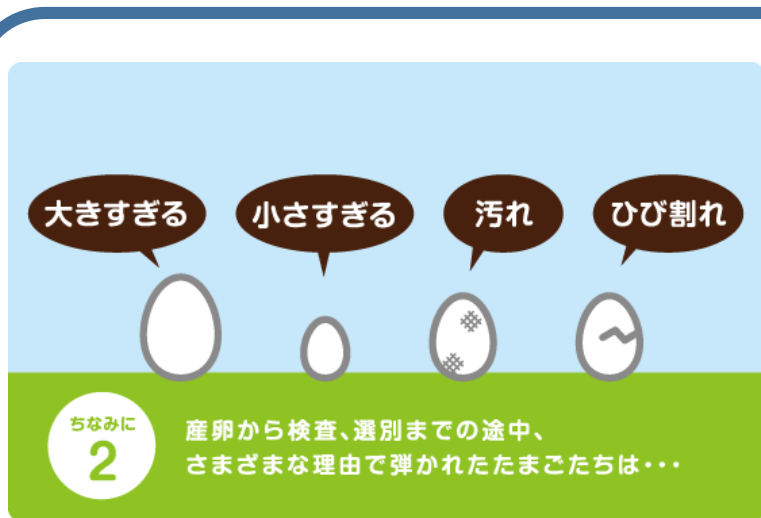 大きすぎる
小さすぎる
汚れ
ひび割れ
ちなみに
2
産卵から検査、選別までの途中、
さまざまな理由で弾かれたたまごたちは・・・